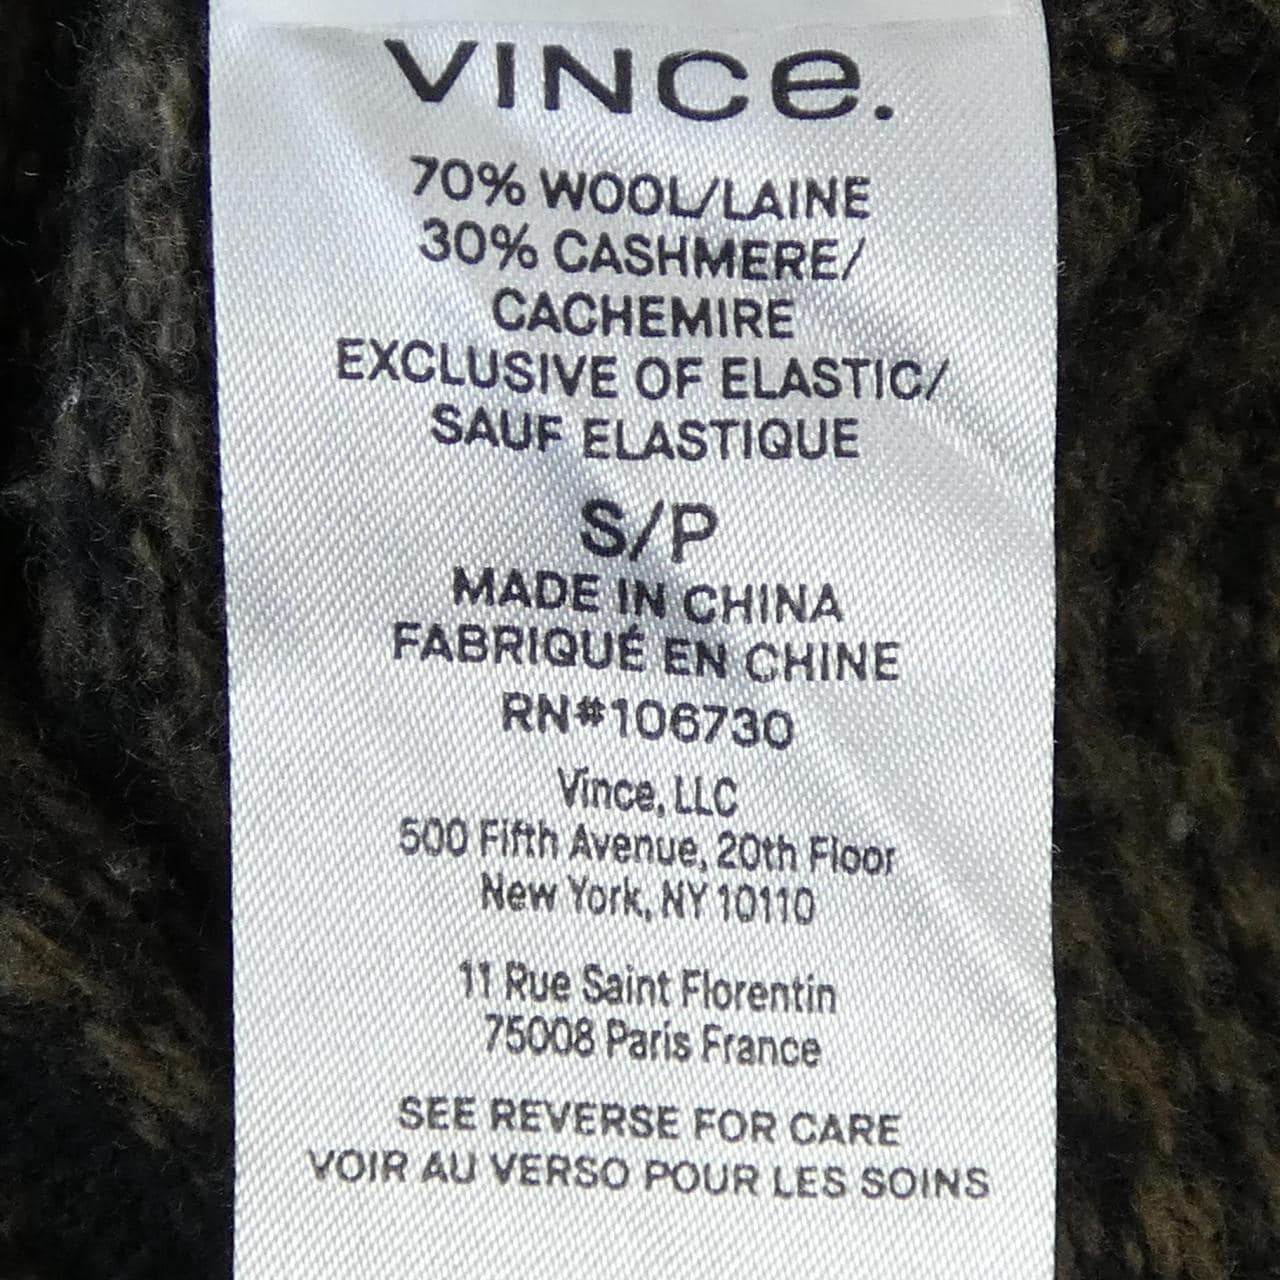 VINCe.
70% WOOL/LAINE
30% CASHMERE/
CACHEMIRE
EXCLUSIVE OF ELASTIC/
SAUF ELASTIQUE
S/P
MADE IN CHINA
FABRIQUÉ EN CHINE
RN#106730
Vince, LLC
500 Fifth Avenue, 20th Floor
New York, NY 10110
11 Rue Saint Florentin
75008 Paris France
SEE REVERSE FOR CARE
VOIR AU VERSO POUR LES SOINS